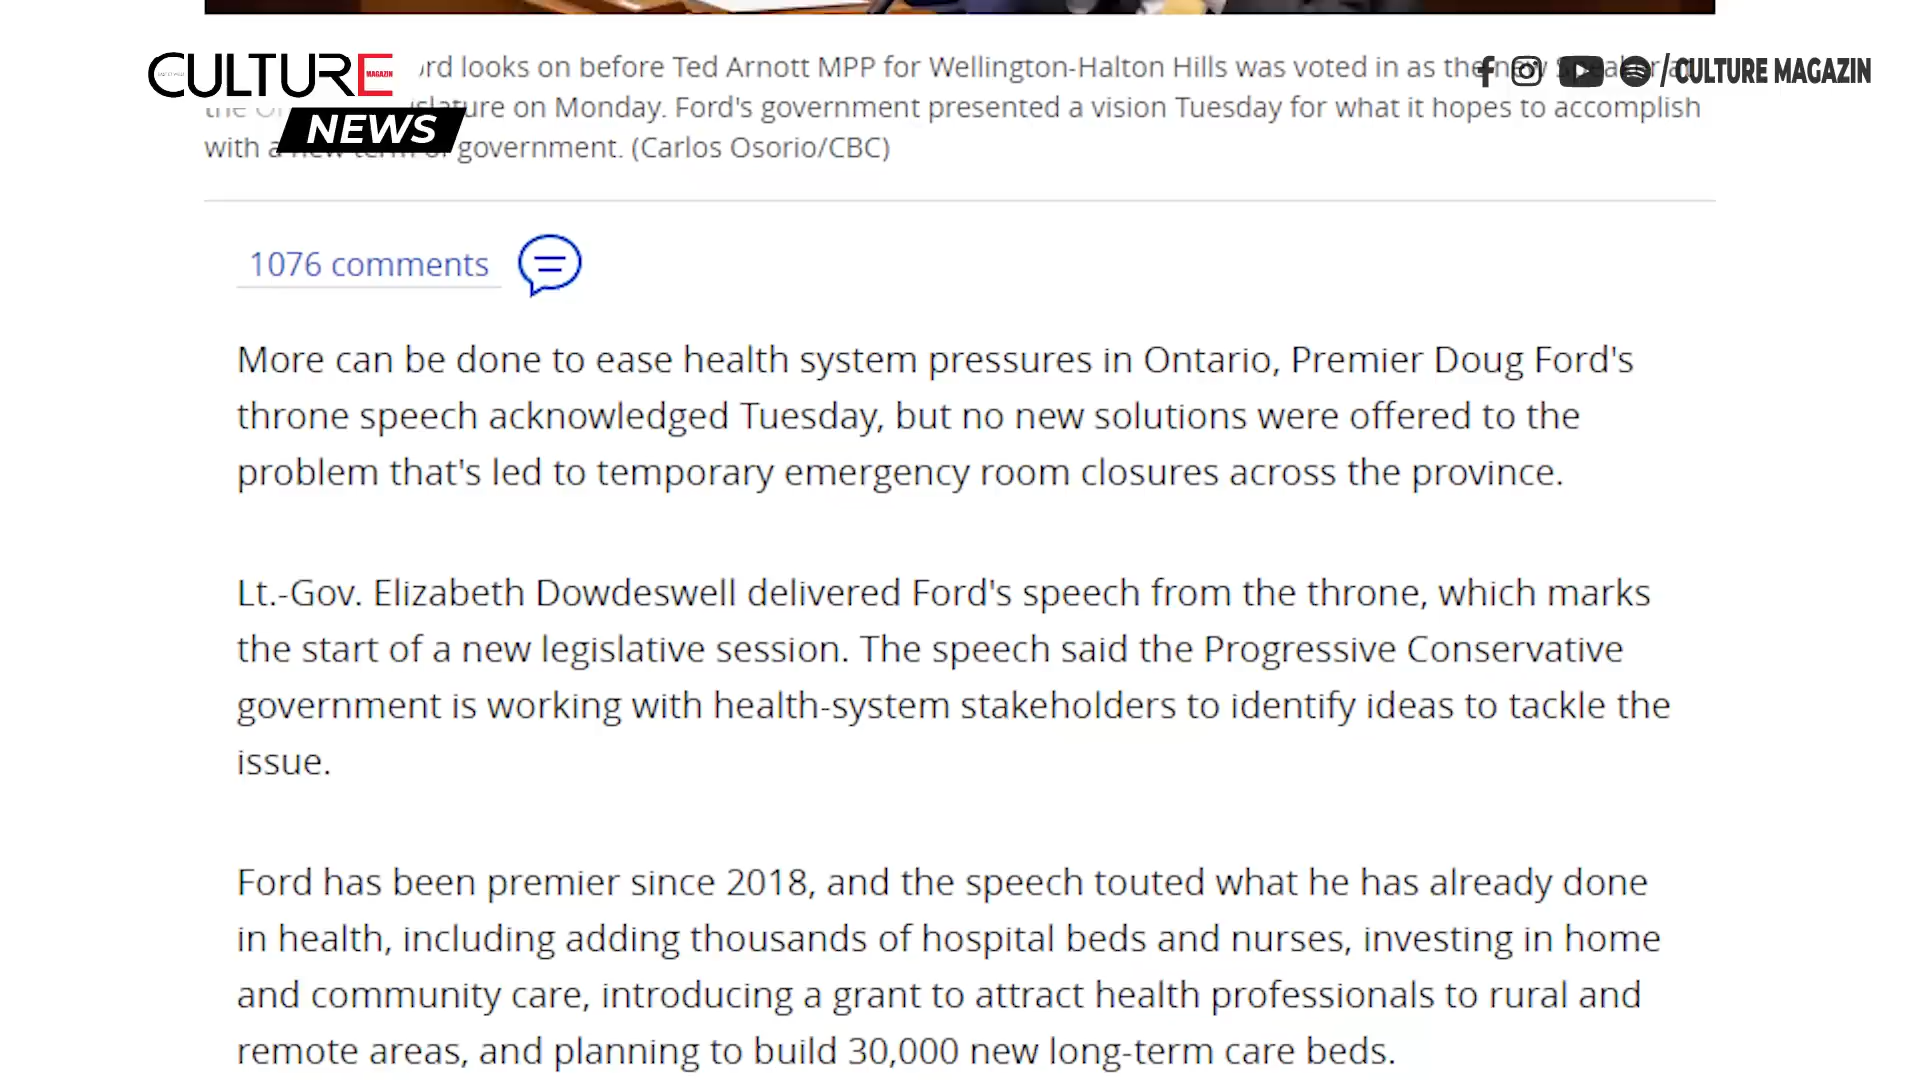 CULTURE
MAGAZIN
NEWS
/CULTURE MAGAZIN
looks on before Ted Arnott MPP for Wellington-Halton Hills was voted in as the new Speaker at
the on Monday. Ford's government presented a vision Tuesday for what it hopes to accomplish
with a new term of government. (Carlos Osorio/CBC)
1076 comments
More can be done to ease health system pressures in Ontario, Premier Doug Ford's
throne speech acknowledged Tuesday, but no new solutions were offered to the
problem that's led to temporary emergency room closures across the province.
Lt.-Gov. Elizabeth Dowdeswell delivered Ford's speech from the throne, which marks
the start of a new legislative session. The speech said the Progressive Conservative
government is working with health-system stakeholders to identify ideas to tackle the
issue.
Ford has been premier since 2018, and the speech touted what he has already done
in health, including adding thousands of hospital beds and nurses, investing in home
and community care, introducing a grant to attract health professionals to rural and
remote areas, and planning to build 30,000 new long-term care beds.